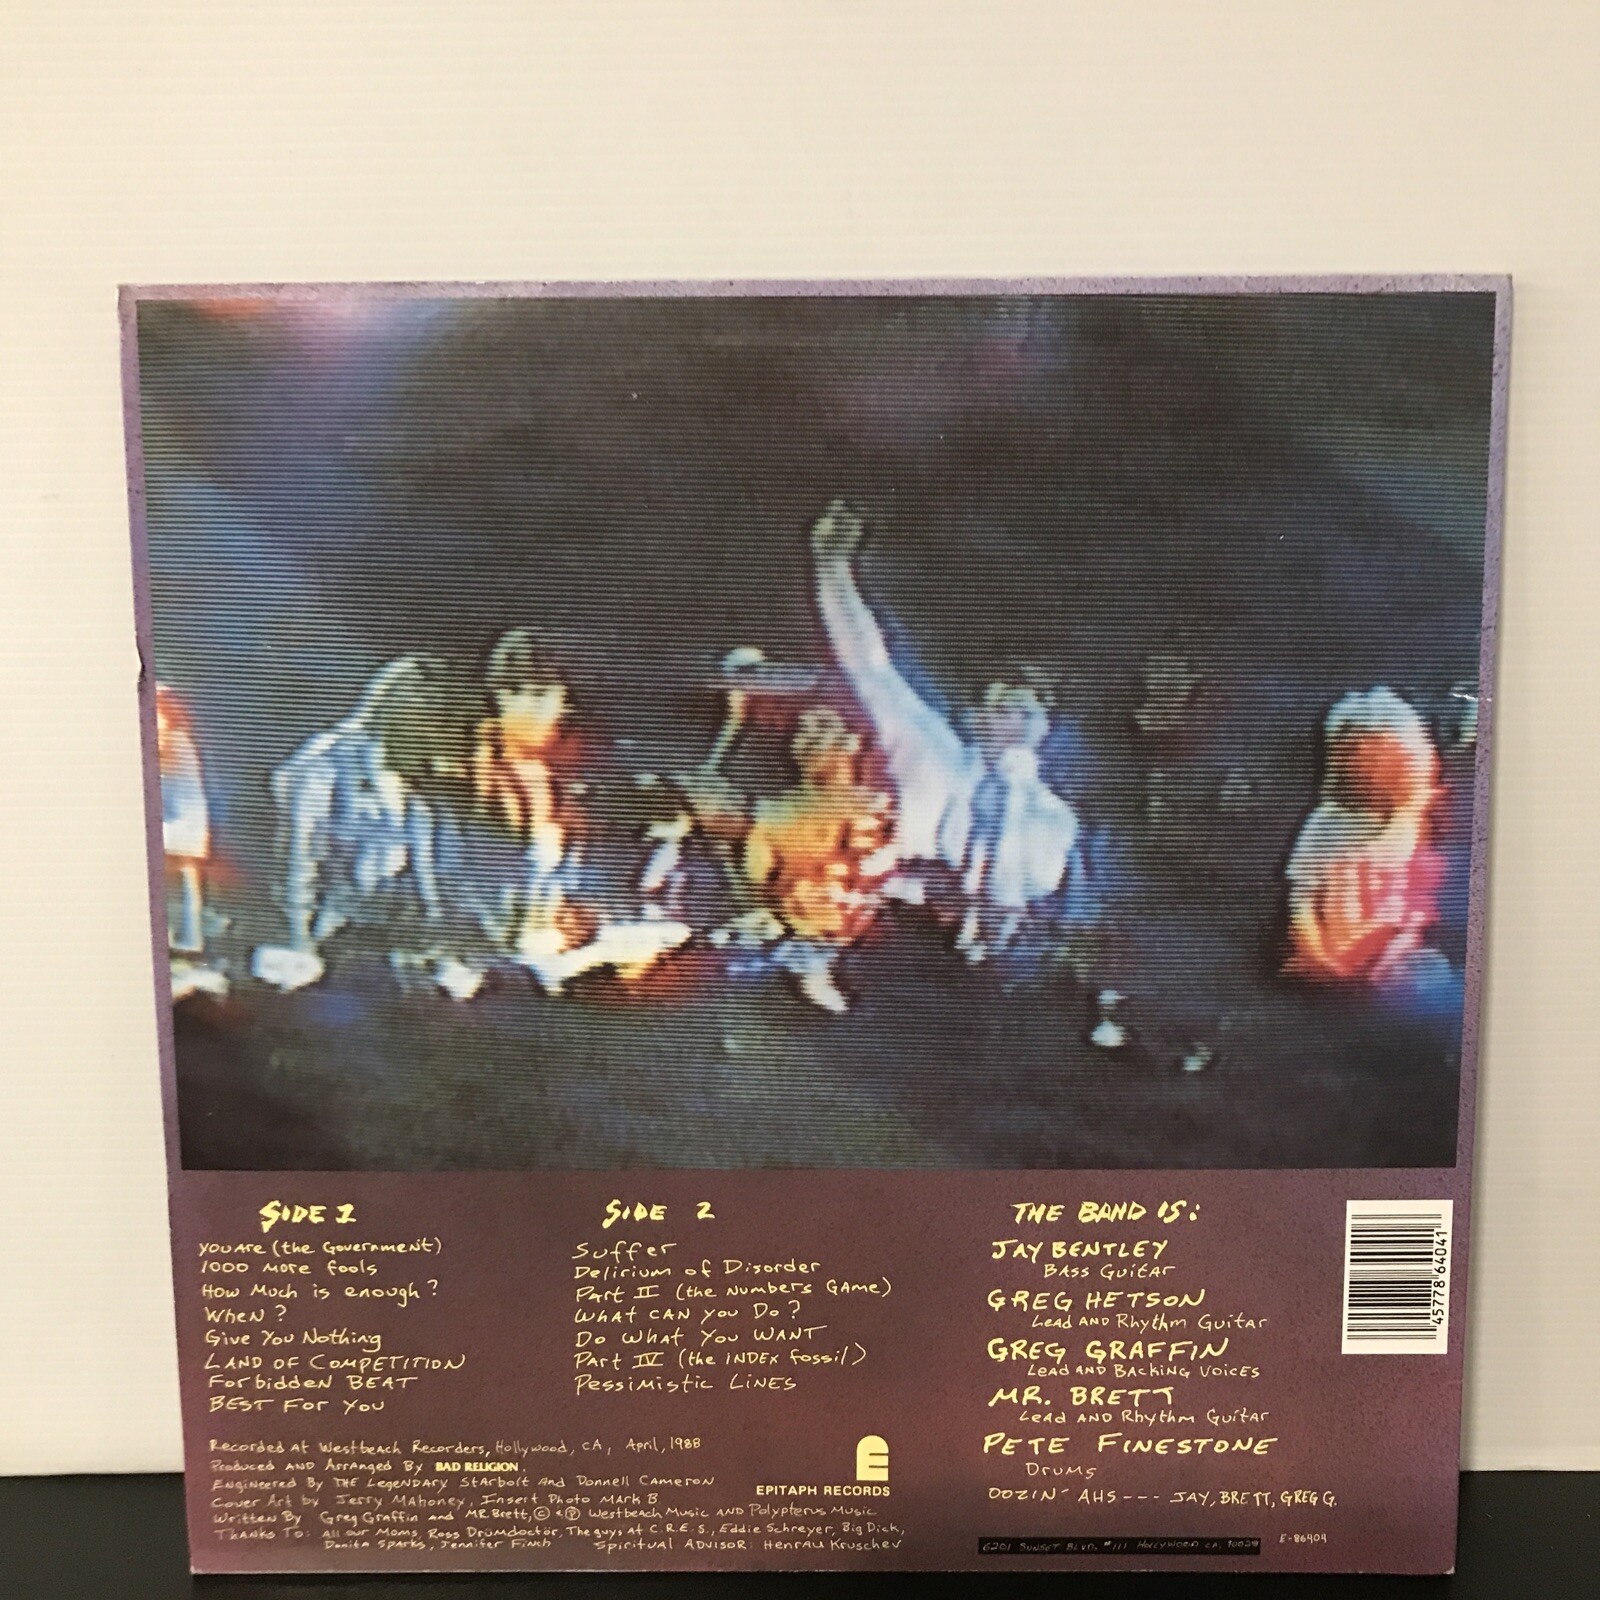 SIDE 1
YOU ARE (the Government)
1000 More Fools
How Much is enough?
When?
Give You Nothing
LAND OF COMPETITION
Forbidden BEAT
BEST For You
SIDE 2
Suffer
Delirium of Disorder
Part II (the Numbers GAME)
What CAN you Do?
Do What You WANT
Part IV (the INDEX fossil)
Pessimistic Lines
THE BAND IS:
JAY BENTLEY
BASS Guitar
GREG HETSON
Lead AND Rhythm Guitar
GREG GRAFFIN
Lead AND Backing Voices
MR. BRETT
Lead AND Rhythm Guitar
PETE FINESTONE
Drums
OOZIN' AHS --- JAY, BRETT, GREG G.
45778 64041
Recorded At Westbeach Recorders, Hollywood, CA, April, 1988
Produced AND Arranged By BAD RELIGION.
Engineered By THE Legendary Starbolt and Donnell Cameron
Cover Art by Jerry Mahoney, Insert Photo Mark B.
Written By Greg Graffin and MR. Brett, © & ℗ Westbeach Music AND Polypterus Music
Thanks To: All our Moms, Ross Drümdoctör, The guys At C.R.E.S., Eddie Schreyer, Big Dick,
Donita Sparks, Jennifer Finch Spiritual Advisor: Henrau Kruschev
E
EPITAPH RECORDS
6201 SUNSET BLVD. #111 HOLLYWOOD CA, 90028
E-86404